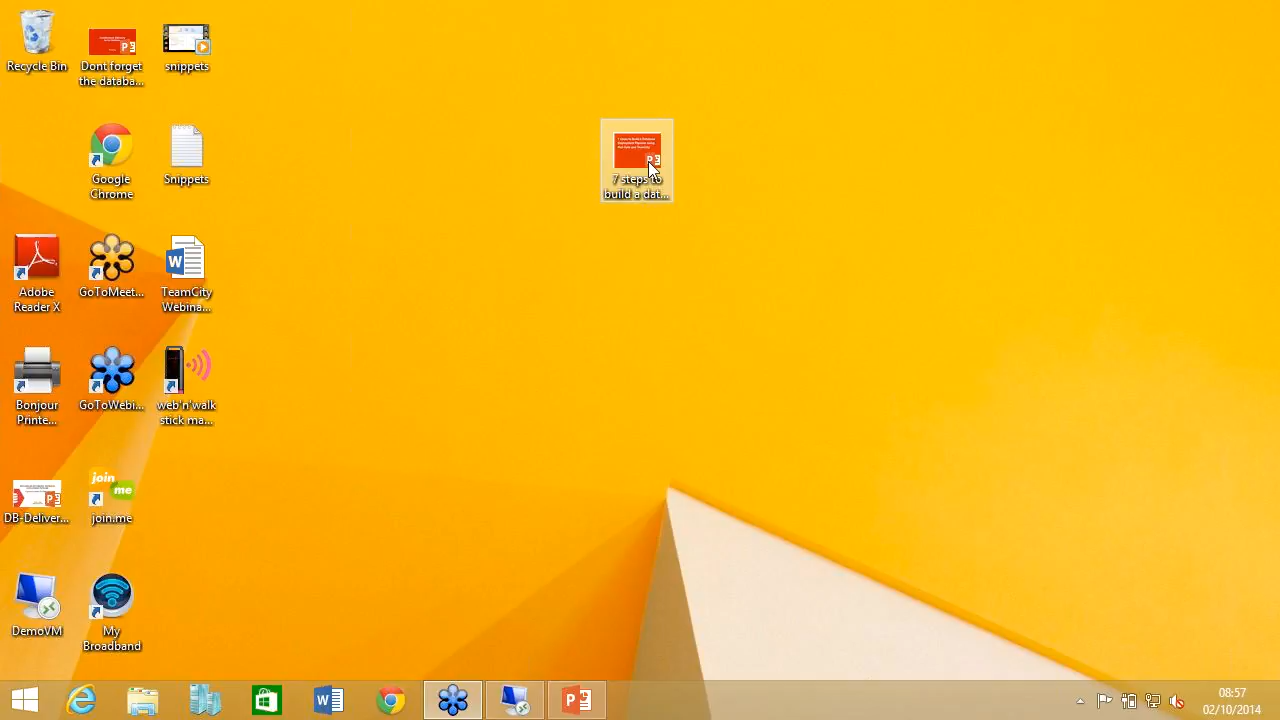 Recycle Bin
Dont forget
the databa...
snippets
Google
Chrome
Snippets
7 steps to
build a dat...
Adobe
Reader X
GoToMeet...
TeamCity
Webina...
Bonjour
Printe...
GoToWebi...
web'n'walk
stick ma...
DB-Deliver...
join
me
join.me
DemoVM
My
Broadband
08:57
02/10/2014